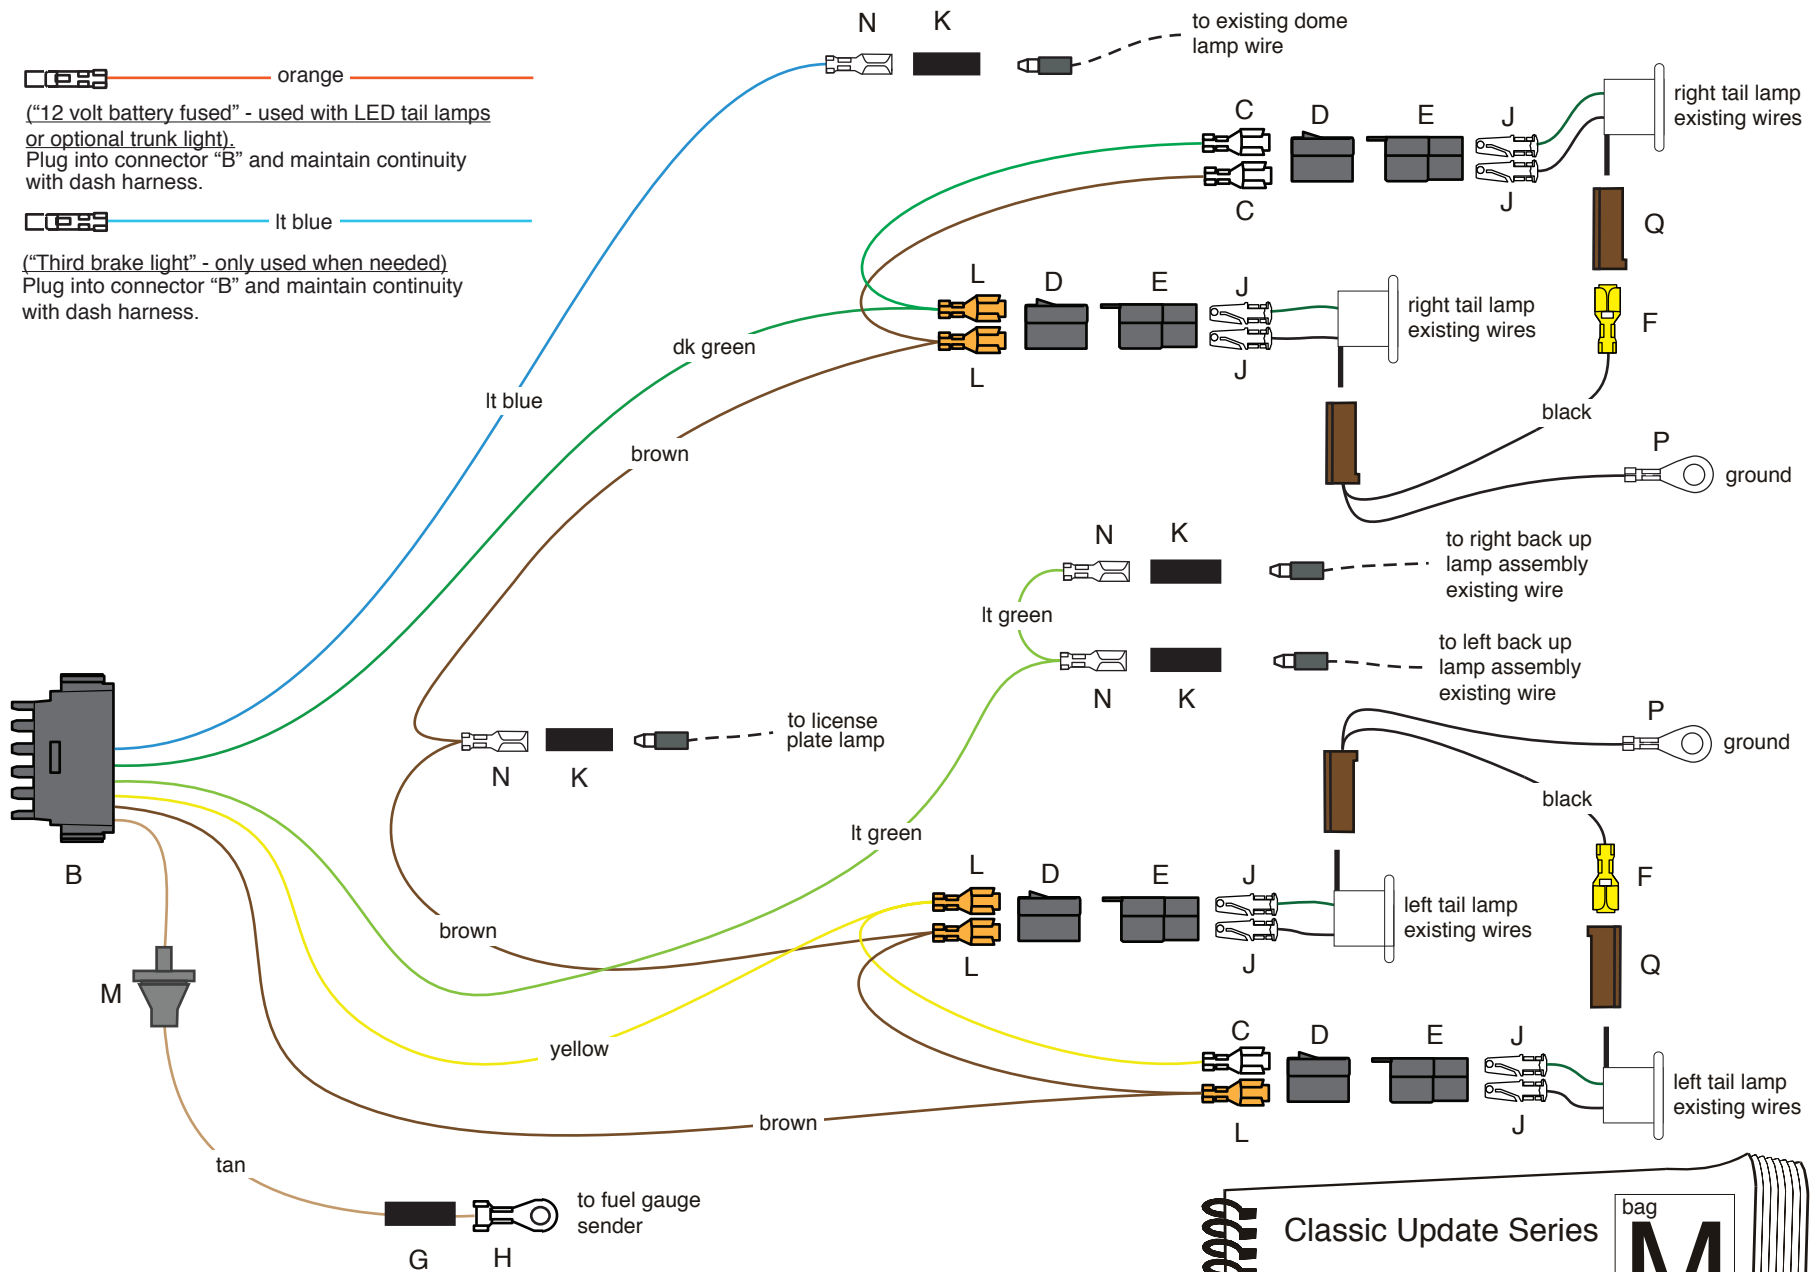 orange
(“12 volt battery fused” - used with LED tail lamps
or optional trunk light).
Plug into connector “B” and maintain continuity
with dash harness.
lt blue
(“Third brake light” - only used when needed)
Plug into connector “B” and maintain continuity
with dash harness.
N K
to existing dome
lamp wire
C D E J
right tail lamp
existing wires
C J
Q
L D E J
right tail lamp
existing wires
F
L J
dk green
lt blue
brown
black
P
ground
N K
to right back up
lamp assembly
existing wire
lt green
to left back up
lamp assembly
existing wire
N K
P
ground
to license
plate lamp
N K
black
lt green
B
L D E J
F
left tail lamp
existing wires
brown
L J
Q
M
C D E J
yellow
left tail lamp
existing wires
brown
L J
tan
to fuel gauge
sender
G H
Classic Update Series
bag
M